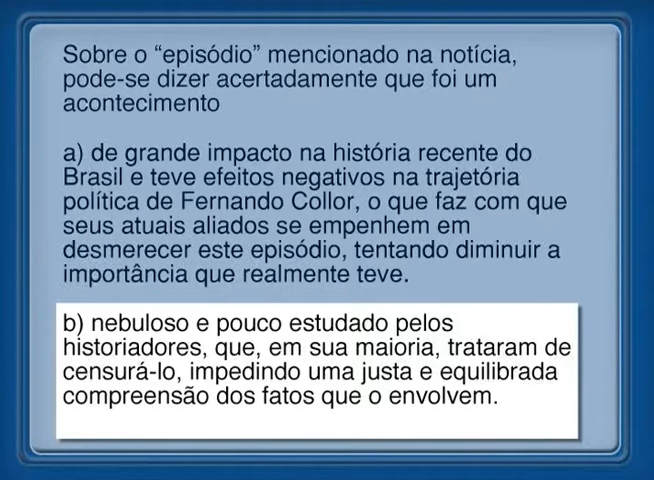 Sobre o “episódio” mencionado na notícia,
pode-se dizer acertadamente que foi um
acontecimento
a) de grande impacto na história recente do
Brasil e teve efeitos negativos na trajetória
política de Fernando Collor, o que faz com que
seus atuais aliados se empenhem em
desmerecer este episódio, tentando diminuir a
importância que realmente teve.
b) nebuloso e pouco estudado pelos
historiadores, que, em sua maioria, trataram de
censurá-lo, impedindo uma justa e equilibrada
compreensão dos fatos que o envolvem.